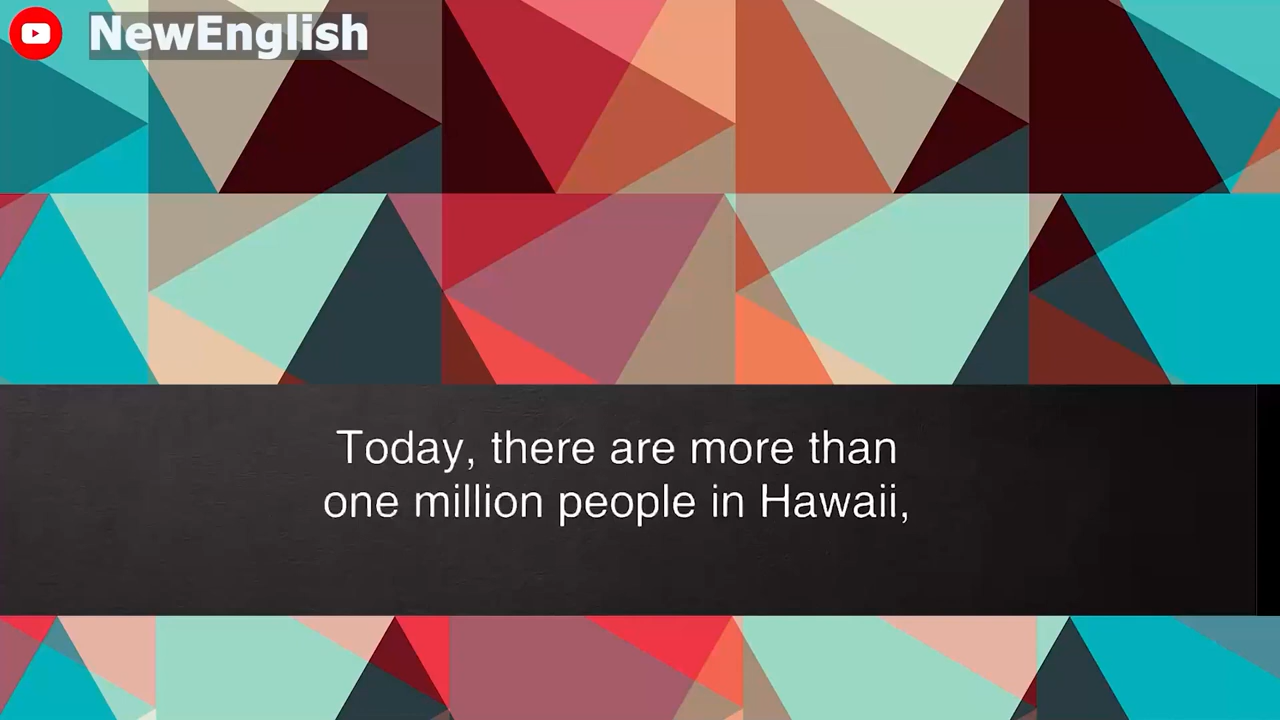 NewEnglish
Today, there are more than
one million people in Hawaii,